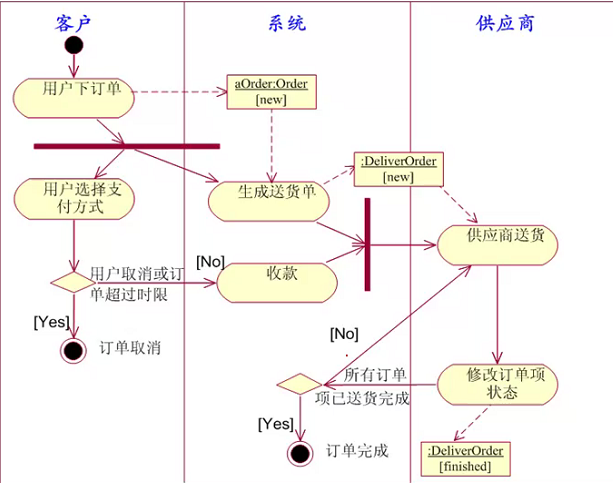 客户
系统
供应商
用户下订单
aOrder:Order
[new]
用户选择支
付方式
生成送货单
:DeliverOrder
[new]
供应商送货
用户取消或订
单超过时限
[No]
收款
[Yes]
订单取消
[No]
所有订单
项已送货完成
修改订单项
状态
[Yes]
订单完成
:DeliverOrder
[finished]